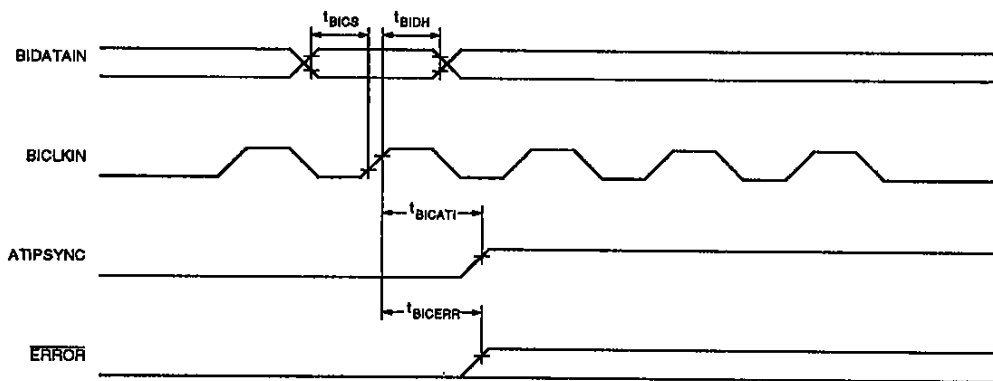 tBICS
tBIDH
BIDATAIN
BICLKIN
tBICATI
ATIPSYNC
tBICERR
ERROR